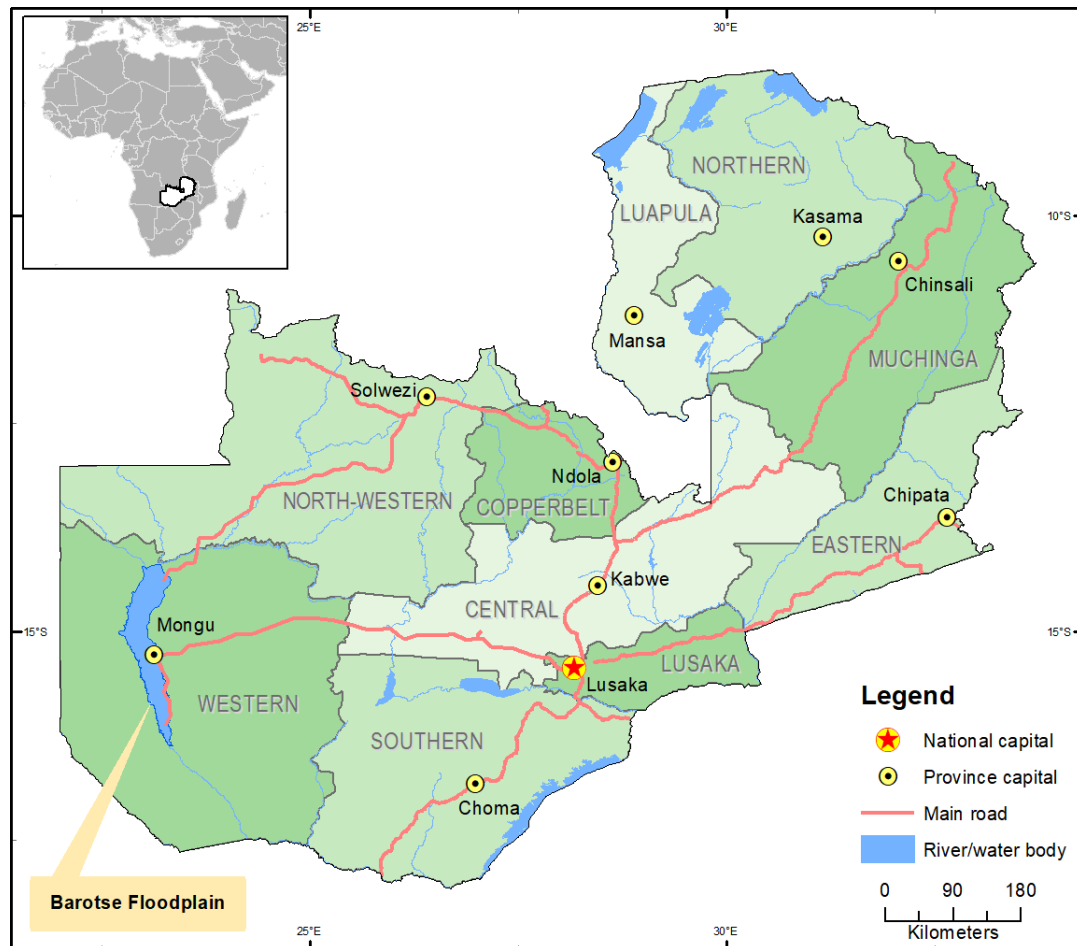 25°E
30°E
10°S
10°S
15°S
15°S
25°E
30°E
NORTHERN
LUAPULA
Kasama
Chinsali
Mansa
MUCHINGA
Solwezi
Ndola
NORTH-WESTERN
COPPERBELT
Chipata
EASTERN
Kabwe
CENTRAL
Mongu
LUSAKA
Lusaka
WESTERN
SOUTHERN
Choma
Barotse Floodplain
Legend
National capital
Province capital
Main road
River/water body
0 90 180
Kilometers